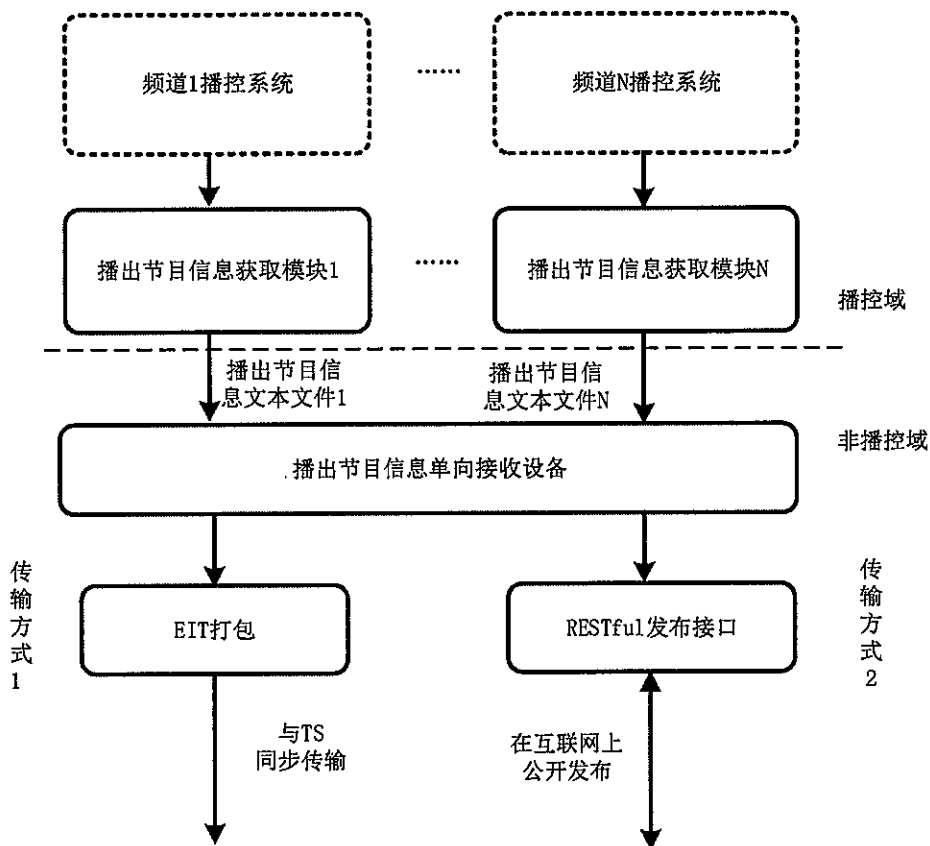 频道1播控系统
……
频道N播控系统
播出节目信息获取模块1
……
播出节目信息获取模块N
播控域
播出节目信
息文本文件1
播出节目信
息文本文件N
非播控域
播出节目信息单向接收设备
传
输
方
式
1
EIT打包
RESTful发布接口
传
输
方
式
2
与TS
同步传输
在互联网上
公开发布